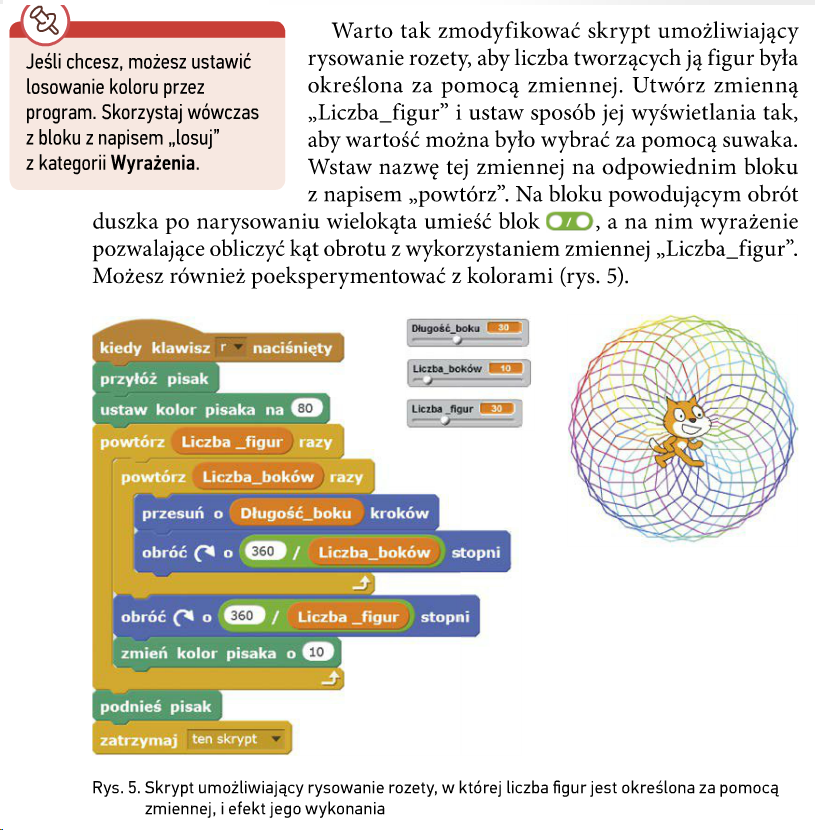 Jeśli chcesz, możesz ustawić
losowanie koloru przez
program. Skorzystaj wówczas
z bloku z napisem „losuj”
z kategorii Wyrażenia.
Warto tak zmodyfikować skrypt umożliwiający
rysowanie rozety, aby liczba tworzących ją figur była
określona za pomocą zmiennej. Utwórz zmienną
„Liczba_figur” i ustaw sposób jej wyświetlania tak,
aby wartość można było wybrać za pomocą suwaka.
Wstaw nazwę tej zmiennej na odpowiednim bloku
z napisem „powtórz”. Na bloku powodującym obrót
duszka po narysowaniu wielokąta umieść blok /, a na nim wyrażenie
pozwalające obliczyć kąt obrotu z wykorzystaniem zmiennej „Liczba_figur”.
Możesz również poeksperymentować z kolorami (rys. 5).
kiedy klawisz r naciśnięty
przyłóż pisak
ustaw kolor pisaka na 80
powtórz Liczba _figur razy
powtórz Liczba_boków razy
przesuń o Długość_boku kroków
obróć o 360 / Liczba_boków stopni
obróć o 360 / Liczba _figur stopni
zmień kolor pisaka o 10
podnieś pisak
zatrzymaj ten skrypt
Długość_boku 30
Liczba_boków 10
Liczba _figur 30
Rys. 5. Skrypt umożliwiający rysowanie rozety, w której liczba figur jest określona za pomocą
zmiennej, i efekt jego wykonania